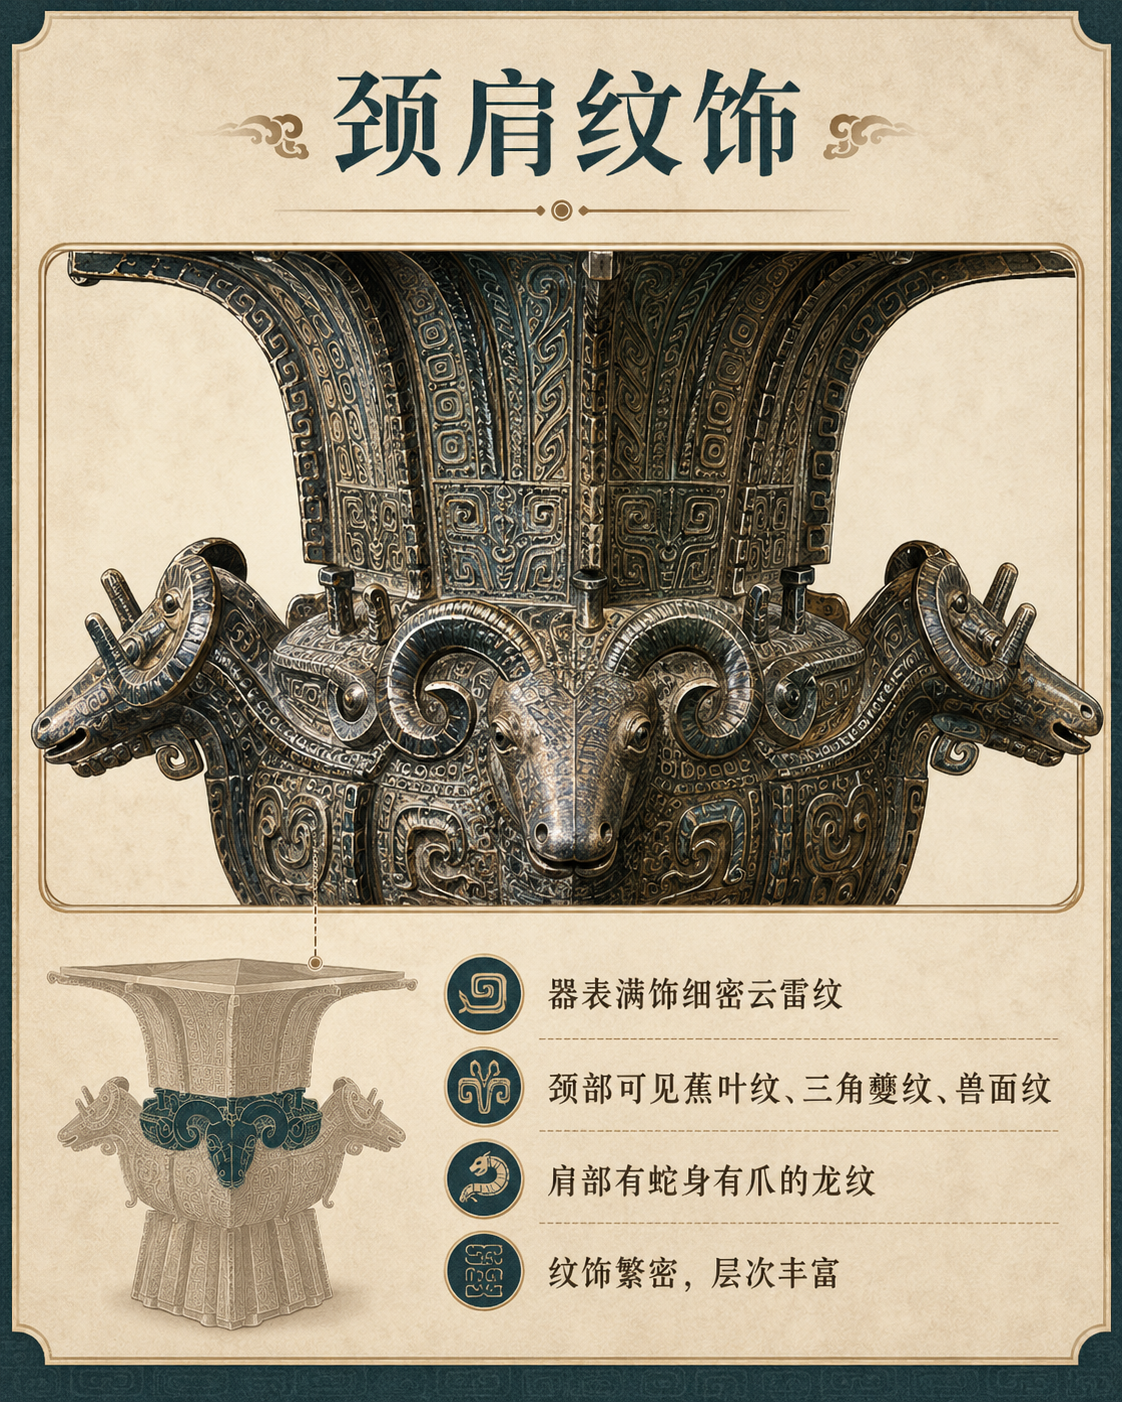 颈肩纹饰
器表满饰细密云雷纹
颈部可见蕉叶纹、三角夔纹、兽面纹
肩部有蛇身有爪的龙纹
纹饰繁密，层次丰富